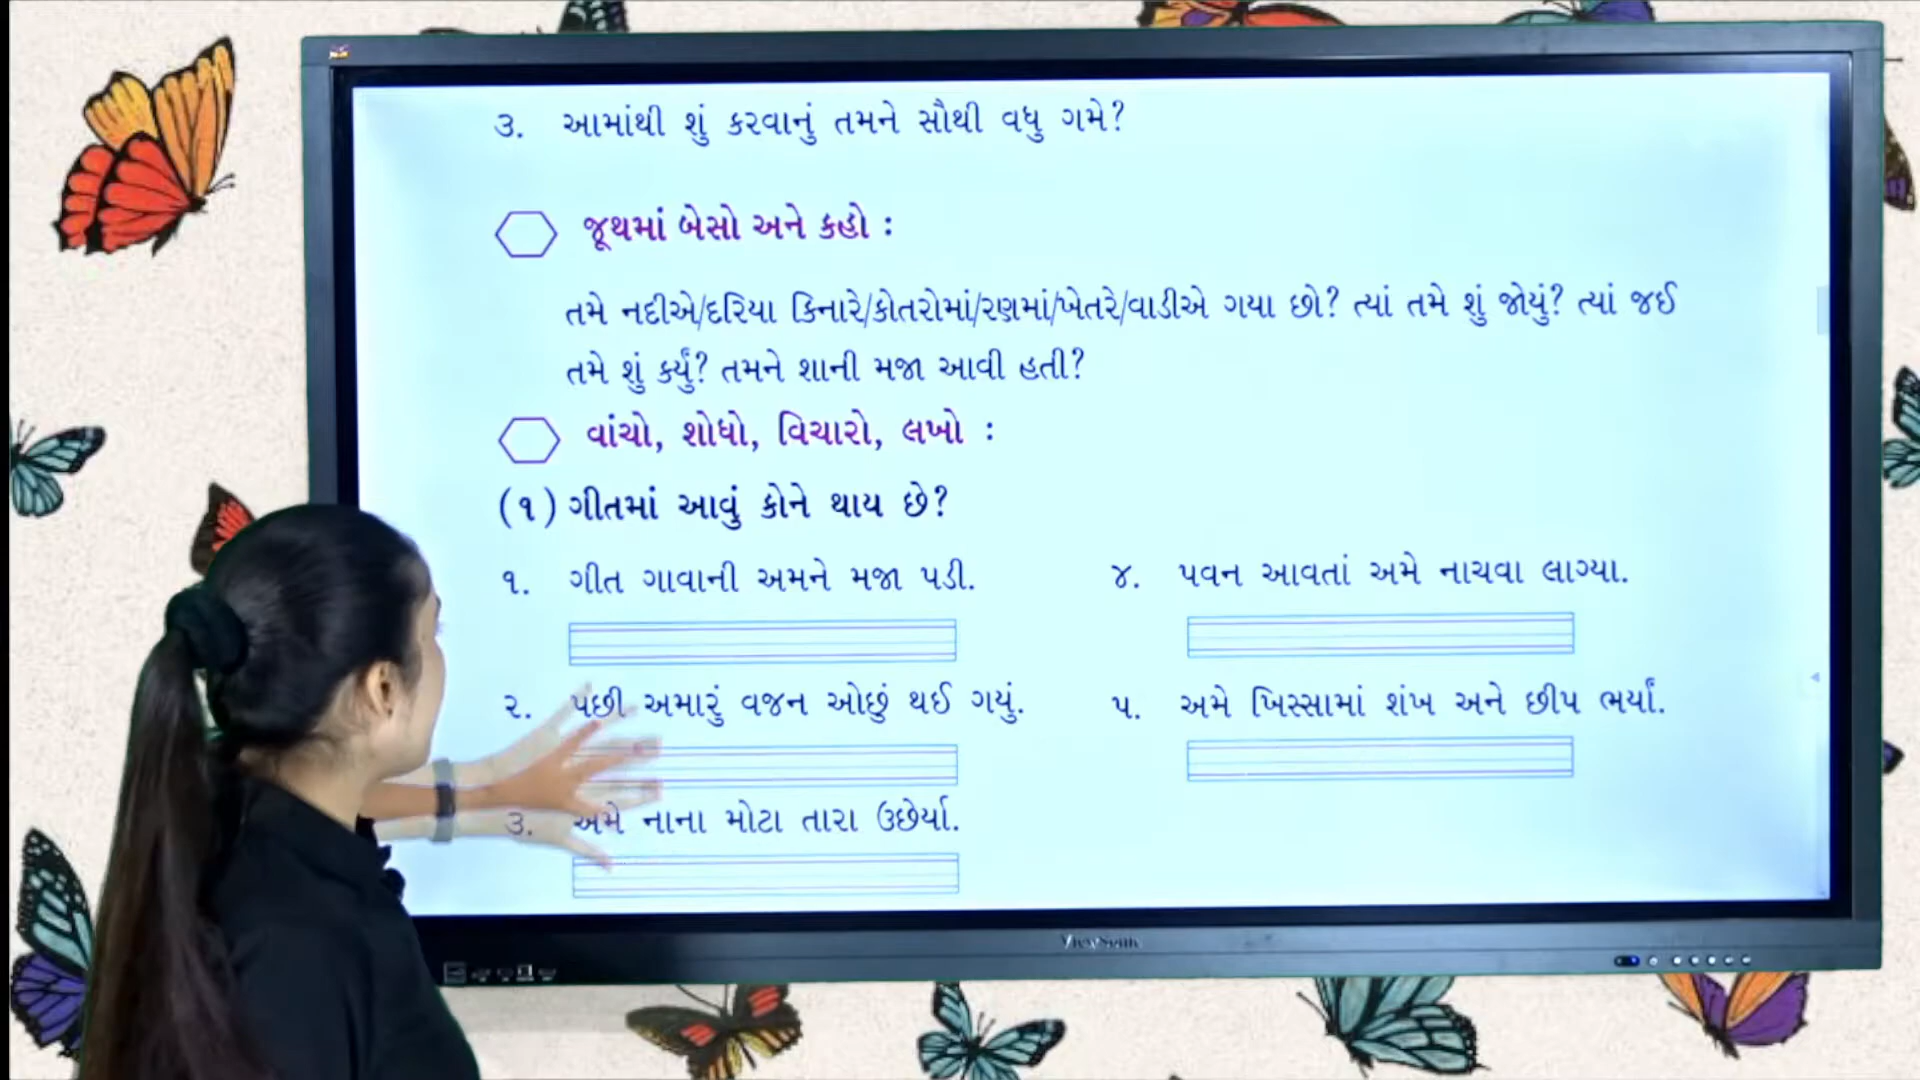 ૩. આમાંથી શું કરવાનું તમને સૌથી વધુ ગમે?
જૂથમાં બેસો અને કહો :
તમે નદીએ/દરિયા કિનારે/કોતરોમાં/રણમાં/ખેતરે/વાડીએ ગયા છો? ત્યાં તમે શું જોયું? ત્યાં જઈ
તમે શું કર્યું? તમને શાની મજા આવી હતી?
વાંચો, શોધો, વિચારો, લખો :
(૧) ગીતમાં આવું કોને થાય છે?
૧. ગીત ગાવાની અમને મજા પડી.
૨. પછી અમારું વજન ઓછું થઈ ગયું.
૩. અમે નાના મોટા તારા ઉછેર્યા.
૪. પવન આવતાં અમે નાચવા લાગ્યા.
૫. અમે ખિસ્સામાં શંખ અને છીપ ભર્યાં.
ViewSonic